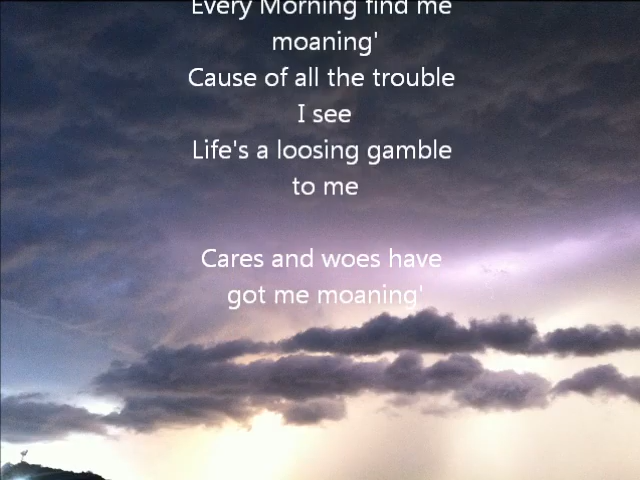 Every Morning find me
moaning'
Cause of all the trouble
I see
Life's a loosing gamble
to me
Cares and woes have
got me moaning'